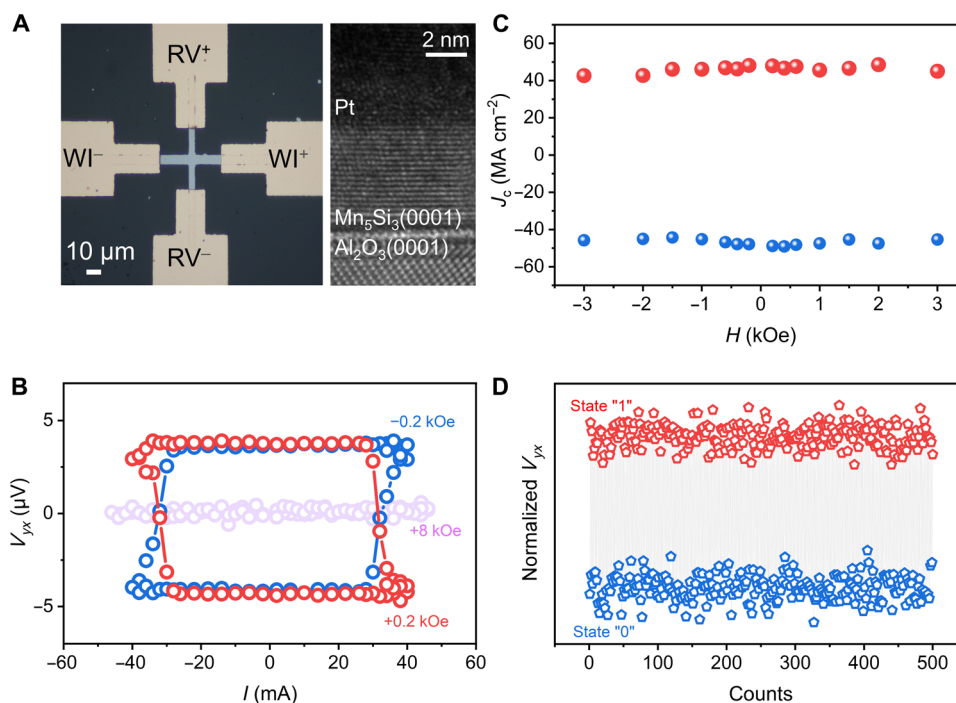 A
RV⁺
WI⁻
WI⁺
RV⁻
10 μm
2 nm
Pt
Mn₅Si₃(0001)
Al₂O₃(0001)
C
60
40
20
0
−20
−40
−60
J_c (MA cm⁻²)
−3 −2 −1 0 1 2 3
H (kOe)
B
5
0
−5
V_yx (μV)
−0.2 kOe
+8 kOe
+0.2 kOe
−60 −40 −20 0 20 40 60
I (mA)
D
State "1"
State "0"
Normalized V_yx
0 100 200 300 400 500
Counts